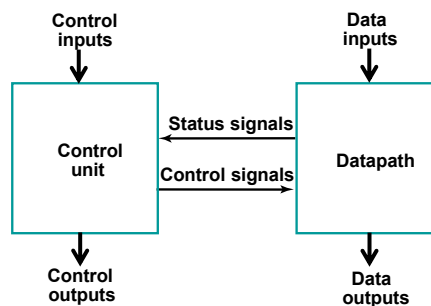 Control
inputs
Data
inputs
Status signals
Control
unit
Control signals
Datapath
Control
outputs
Data
outputs